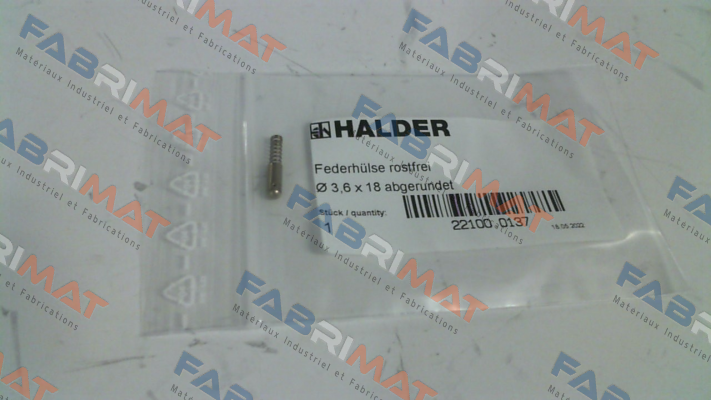 HALDER
Federhülse rostfrei
Ø 3,6 x 18 abgerundet
Stück / quantity:
1
22100.0137
18.05.2022
FABRIMAT
Materiaux Industriel et Fabrications